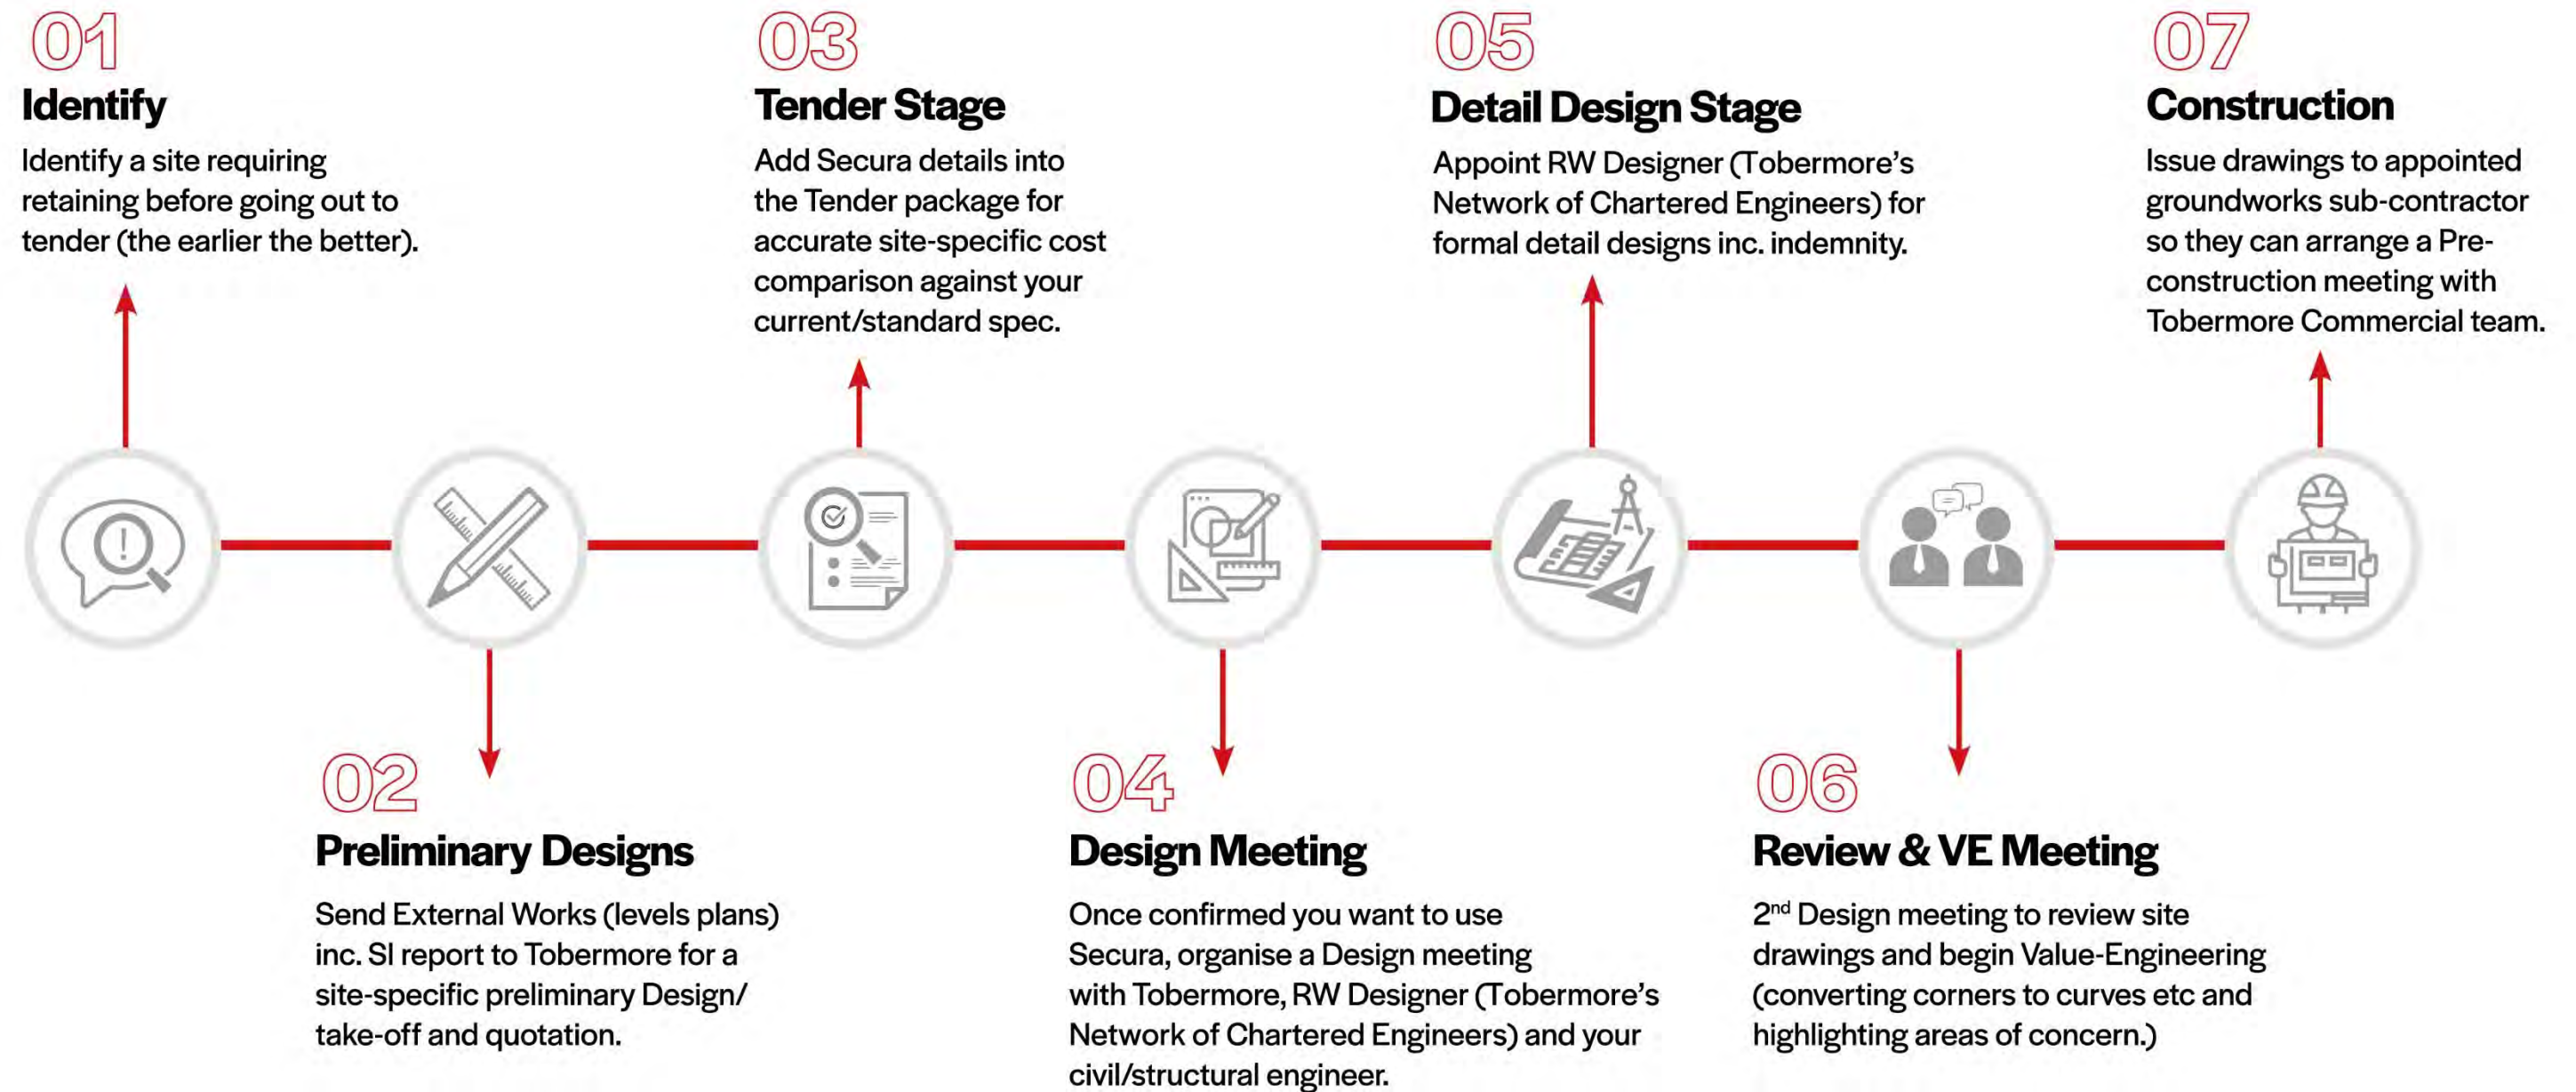 01
Identify
Identify a site requiring
retaining before going out to
tender (the earlier the better).
02
Preliminary Designs
Send External Works (levels plans)
inc. SI report to Tobermore for a
site-specific preliminary Design/
take-off and quotation.
03
Tender Stage
Add Secura details into
the Tender package for
accurate site-specific cost
comparison against your
current/standard spec.
04
Design Meeting
Once confirmed you want to use
Secura, organise a Design meeting
with Tobermore, RW Designer (Tobermore's
Network of Chartered Engineers) and your
civil/structural engineer.
05
Detail Design Stage
Appoint RW Designer (Tobermore's
Network of Chartered Engineers) for
formal detail designs inc. indemnity.
06
Review & VE Meeting
2nd Design meeting to review site
drawings and begin Value-Engineering
(converting corners to curves etc and
highlighting areas of concern.)
07
Construction
Issue drawings to appointed
groundworks sub-contractor
so they can arrange a Pre-
construction meeting with
Tobermore Commercial team.